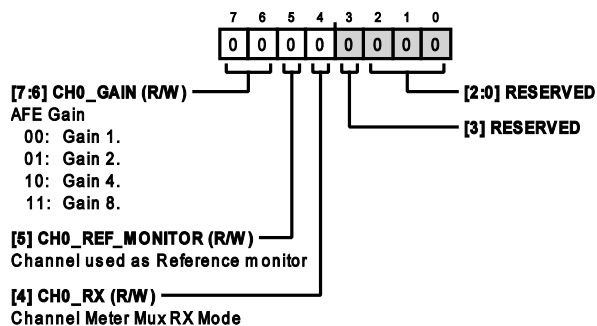 7 6 5 4 3 2 1 0
0 0 0 0 0 0 0 0
[7:6] CH0_GAIN (R/W)
AFE Gain
00: Gain 1.
01: Gain 2.
10: Gain 4.
11: Gain 8.
[5] CH0_REF_MONITOR (R/W)
Channel used as Reference monitor
[4] CH0_RX (R/W)
Channel Meter Mux RX Mode
[2:0] RESERVED
[3] RESERVED